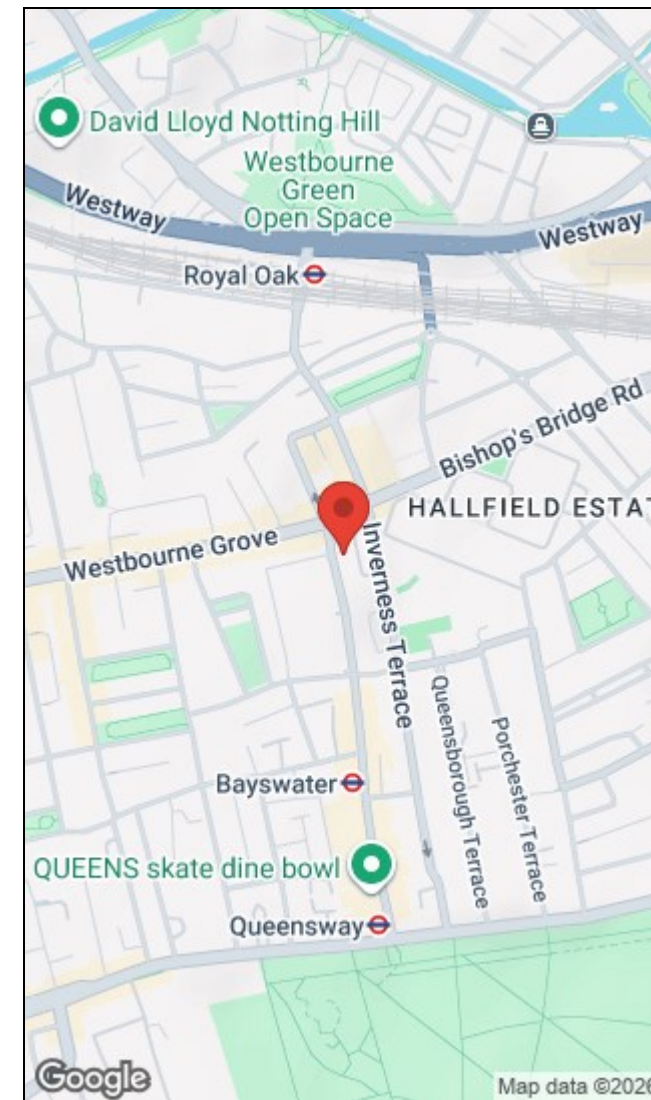 David Lloyd Notting Hill
Westbourne
Green
Open Space
Westway
Westway
Royal Oak
Bishop's Bridge Rd
HALLFIELD ESTAT
Westbourne Grove
Inverness Terrace
Queensborough Terrace
Porchester Terrace
Bayswater
QUEENS skate dine bowl
Queensway
Google
Map data ©2026